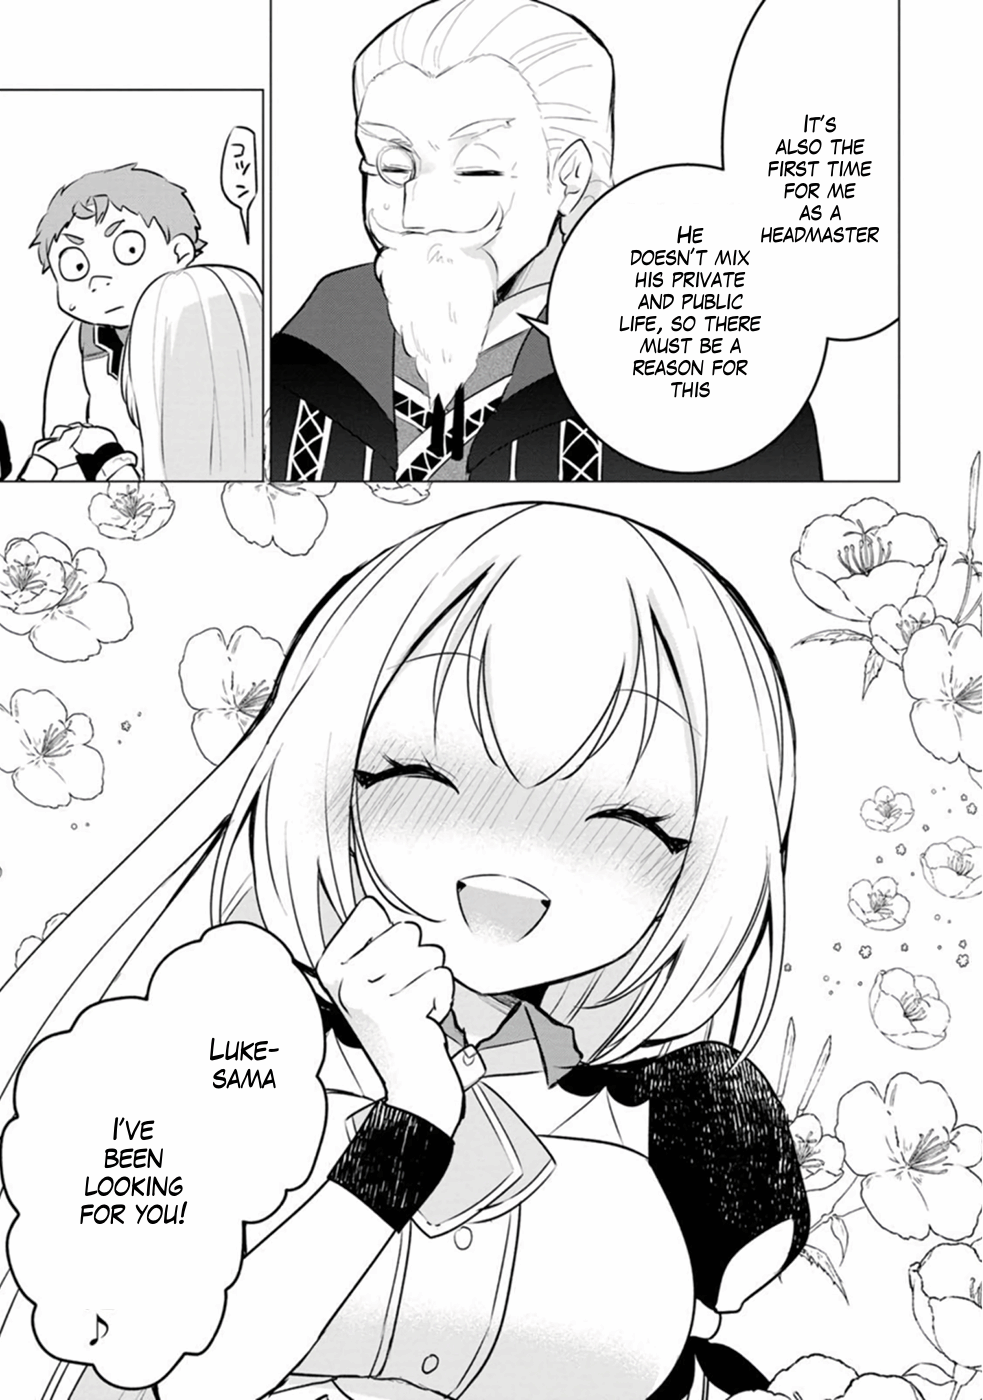 IT'S
ALSO THE
FIRST TIME
FOR ME
AS A
HEADMASTER
HE
DOESN'T MIX
HIS PRIVATE
AND PUBLIC
LIFE, SO THERE
MUST BE A
REASON FOR
THIS
コツン
LUKE-
SAMA
I'VE
BEEN
LOOKING
FOR YOU!
♪